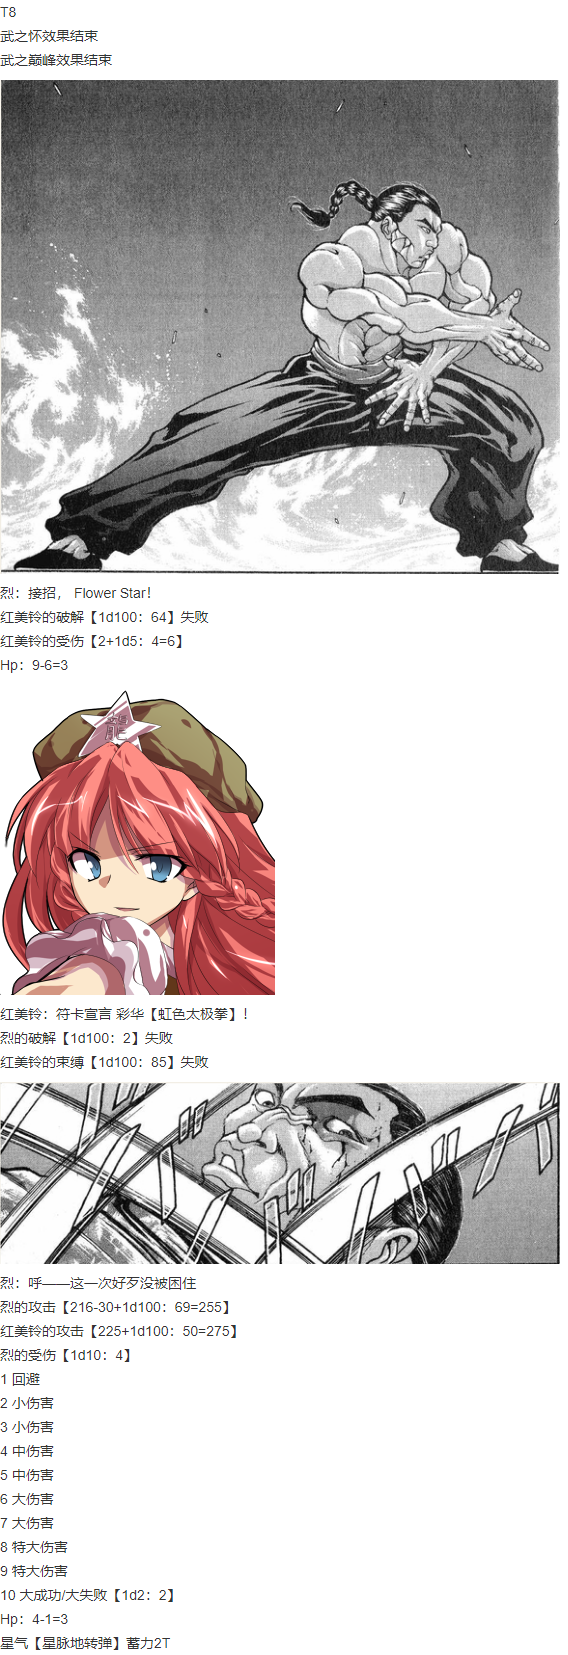 T8
武之怀效果结束
武之巅峰效果结束
烈：接招， Flower Star！
红美铃的破解【1d100：64】失败
红美铃的受伤【2+1d5：4=6】
Hp：9-6=3
龍
红美铃：符卡宣言 彩华【虹色太极拳】！
烈的破解【1d100：2】失败
红美铃的束缚【1d100：85】失败
烈：呼——这一次好歹没被困住
烈的攻击【216-30+1d100：69=255】
红美铃的攻击【225+1d100：50=275】
烈的受伤【1d10：4】
1 回避
2 小伤害
3 小伤害
4 中伤害
5 中伤害
6 大伤害
7 大伤害
8 特大伤害
9 特大伤害
10 大成功/大失败【1d2：2】
Hp：4-1=3
星气【星脉地转弹】蓄力2T